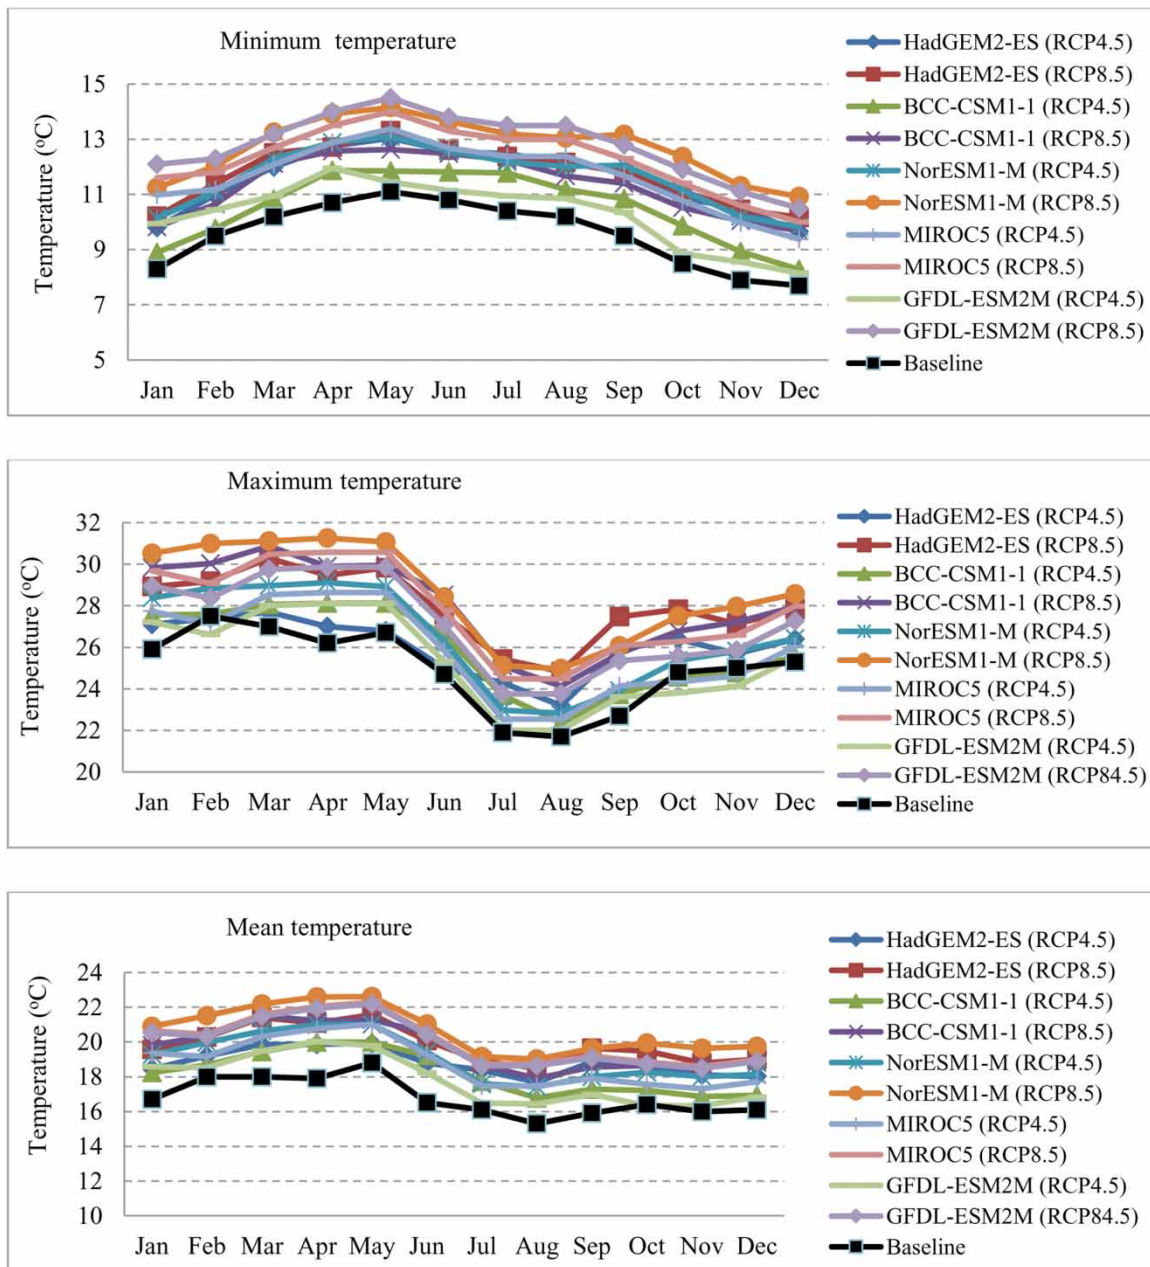 Minimum temperature
Temperature (°C)
15
13
11
9
7
5
Jan Feb Mar Apr May Jun Jul Aug Sep Oct Nov Dec
HadGEM2-ES (RCP4.5)
HadGEM2-ES (RCP8.5)
BCC-CSM1-1 (RCP4.5)
BCC-CSM1-1 (RCP8.5)
NorESM1-M (RCP4.5)
NorESM1-M (RCP8.5)
MIROC5 (RCP4.5)
MIROC5 (RCP8.5)
GFDL-ESM2M (RCP4.5)
GFDL-ESM2M (RCP8.5)
Baseline
Maximum temperature
Temperature (°C)
32
30
28
26
24
22
20
Jan Feb Mar Apr May Jun Jul Aug Sep Oct Nov Dec
HadGEM2-ES (RCP4.5)
HadGEM2-ES (RCP8.5)
BCC-CSM1-1 (RCP4.5)
BCC-CSM1-1 (RCP8.5)
NorESM1-M (RCP4.5)
NorESM1-M (RCP8.5)
MIROC5 (RCP4.5)
MIROC5 (RCP8.5)
GFDL-ESM2M (RCP4.5)
GFDL-ESM2M (RCP84.5)
Baseline
Mean temperature
Temperature (°C)
24
22
20
18
16
14
12
10
Jan Feb Mar Apr May Jun Jul Aug Sep Oct Nov Dec
HadGEM2-ES (RCP4.5)
HadGEM2-ES (RCP8.5)
BCC-CSM1-1 (RCP4.5)
BCC-CSM1-1 (RCP8.5)
NorESM1-M (RCP4.5)
NorESM1-M (RCP8.5)
MIROC5 (RCP4.5)
MIROC5 (RCP8.5)
GFDL-ESM2M (RCP4.5)
GFDL-ESM2M (RCP84.5)
Baseline